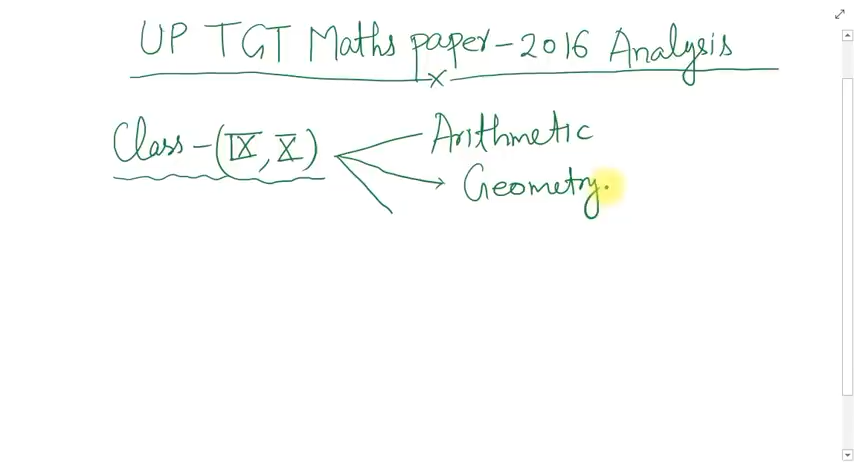 UP TGT Maths paper-2016 Analysis
x
Class-(IX, X) Arithmetic
Geometry.